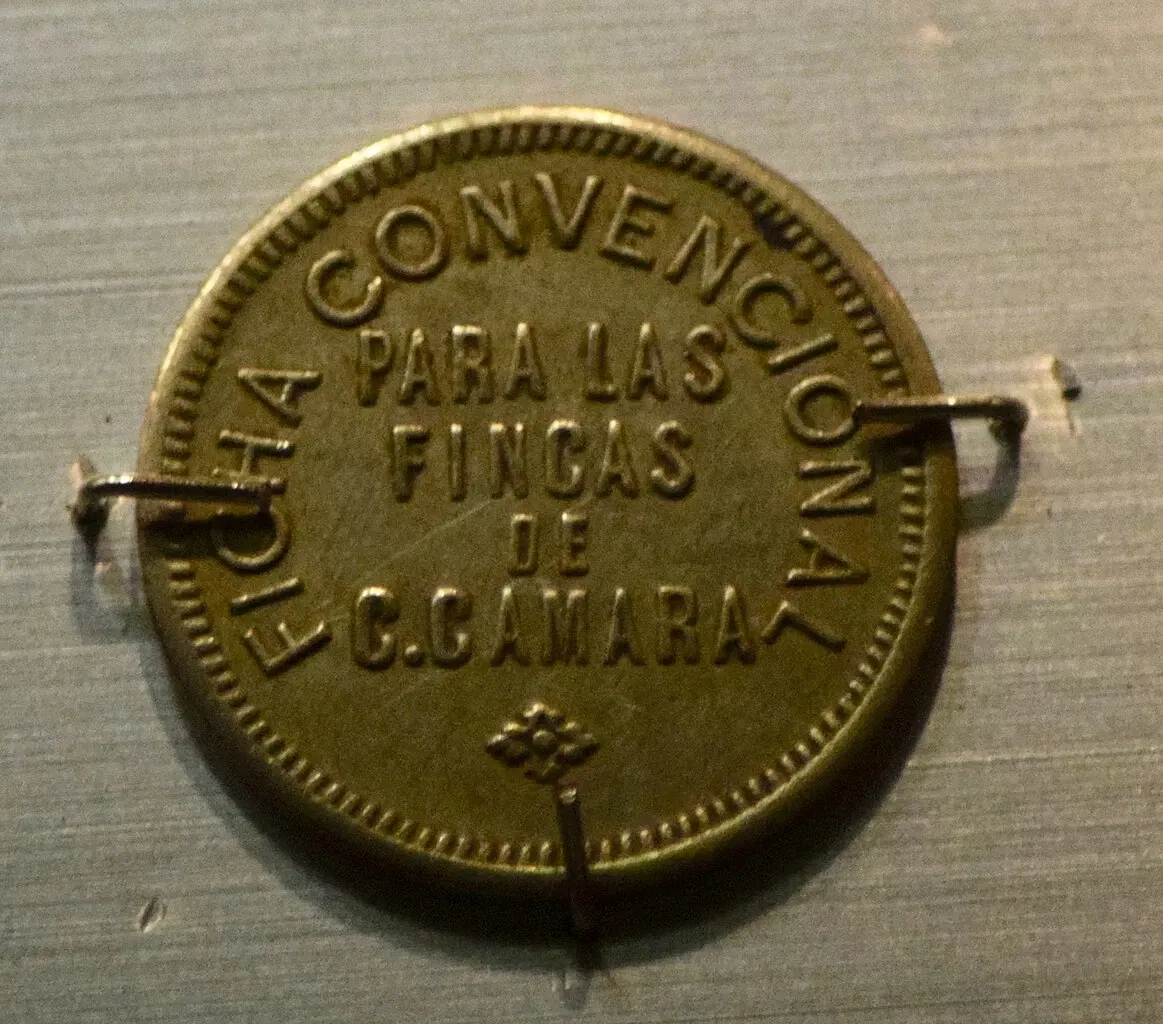 FICHA CONVENCIONAL
PARA LAS
FINCAS
DE
C.CAMARA